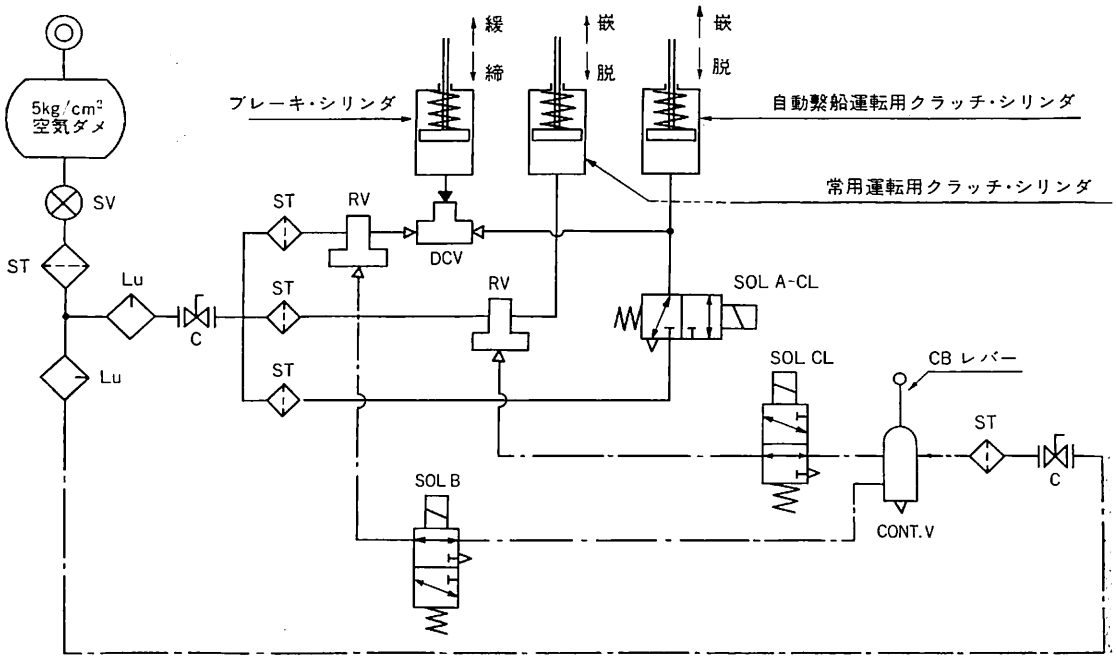 緩
締
嵌
脱
嵌
脱
5kg/cm²
空気ダメ
ブレーキ・シリンダ
自動繫船運転用クラッチ・シリンダ
常用運転用クラッチ・シリンダ
SV
ST
RV
DCV
ST
Lu
ST
RV
SOL A-CL
C
Lu
ST
SOL CL
CB レバー
ST
C
SOL B
CONT.V